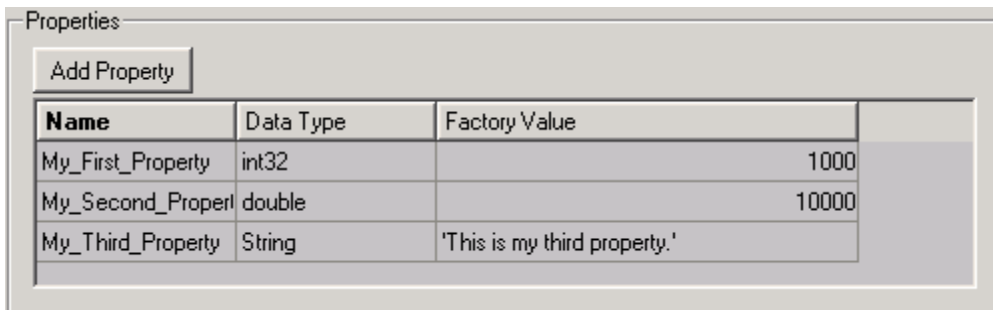 Properties
Add Property
Name Data Type Factory Value
My_First_Property int32 1000
My_Second_Propert double 10000
My_Third_Property String 'This is my third property.'